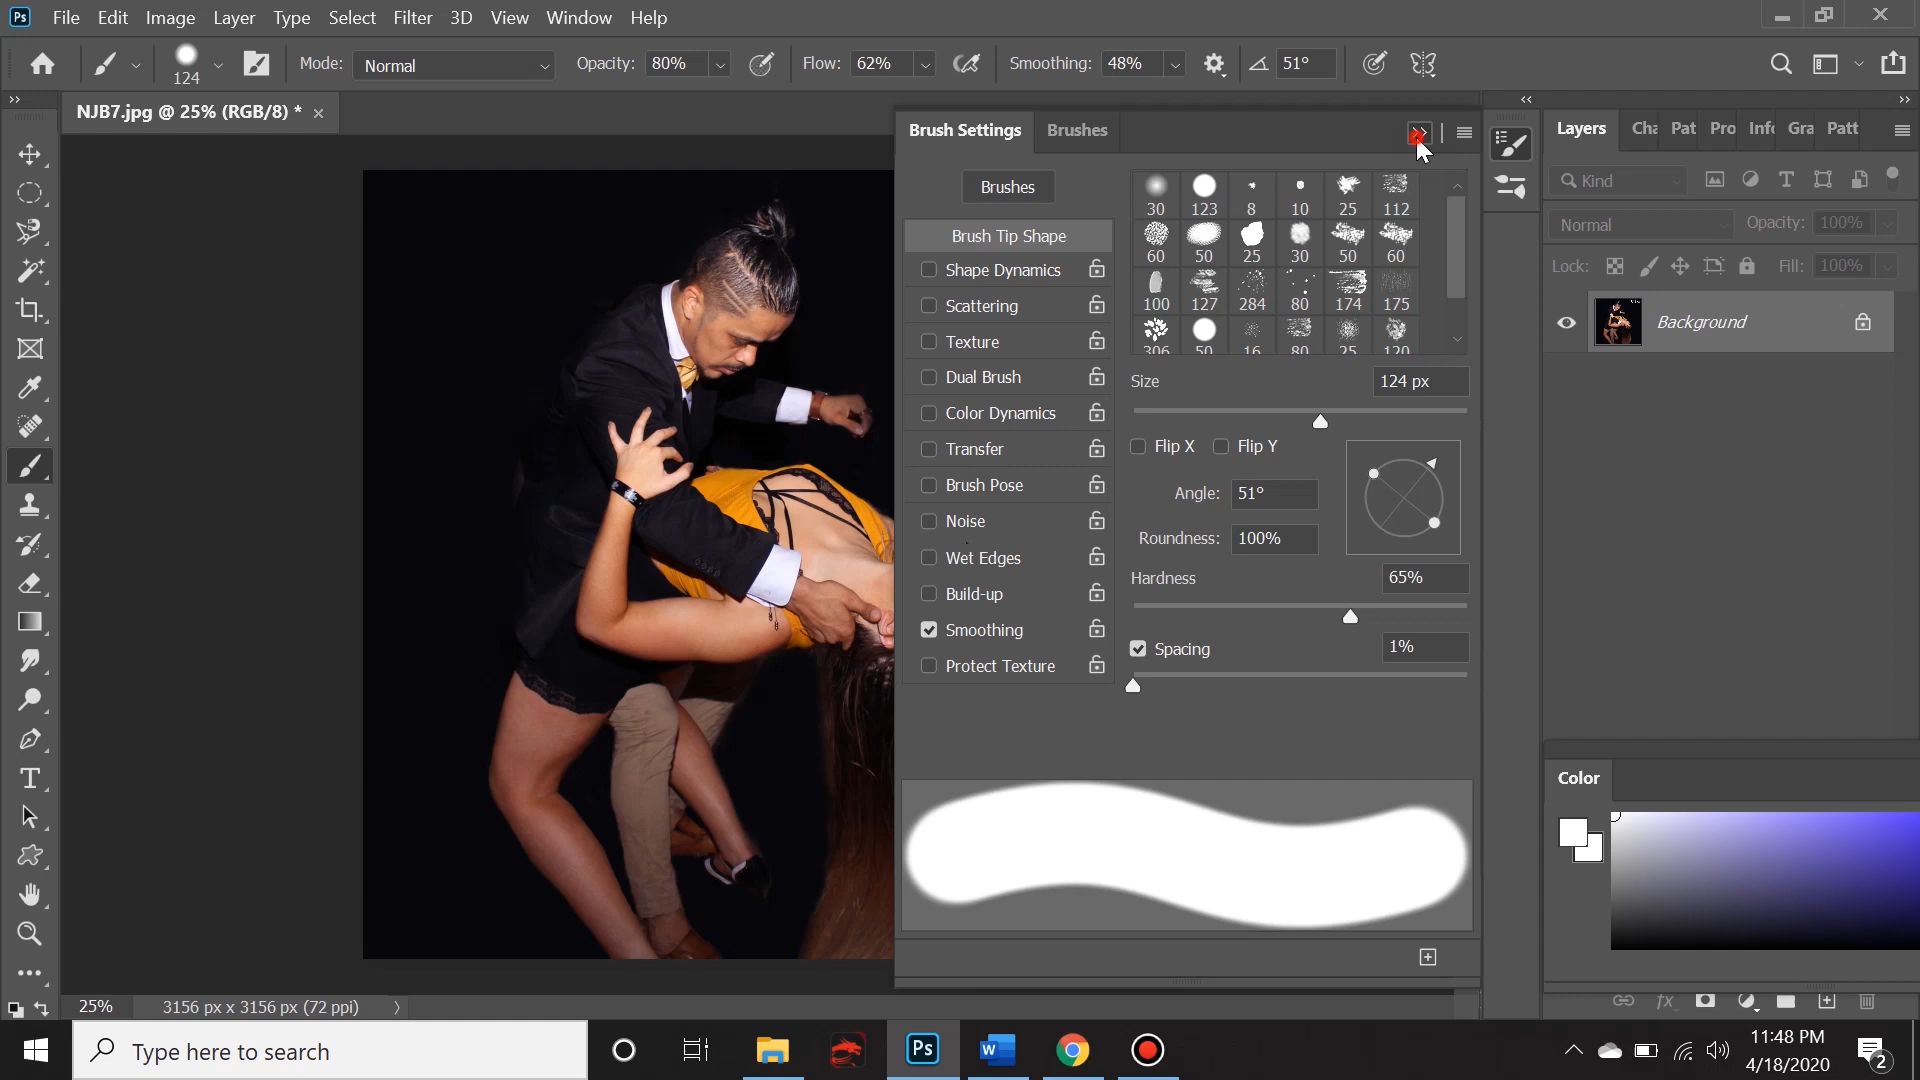 Ps File Edit Image Layer Type Select Filter 3D View Window Help
124 Mode: Normal Opacity: 80% Flow: 62% Smoothing: 48% 51°
NJB7.jpg @ 25% (RGB/8) * ×
Brush Settings Brushes
Layers Cha Pat Pro Info Gra Patt
Brushes
Brush Tip Shape
Shape Dynamics
Scattering
Texture
Dual Brush
Color Dynamics
Transfer
Brush Pose
Noise
Wet Edges
Build-up
Smoothing
Protect Texture
30 123 8 10 25 112
60 50 25 30 50 60
100 127 284 80 174 175
306 50 16 80 25 120
Size 124 px
Flip X Flip Y
Angle: 51°
Roundness: 100%
Hardness 65%
Spacing 1%
Kind
Normal Opacity: 100%
Lock: Fill: 100%
Background
Color
25% 3156 px x 3156 px (72 ppi)
Type here to search
11:48 PM
4/18/2020
2